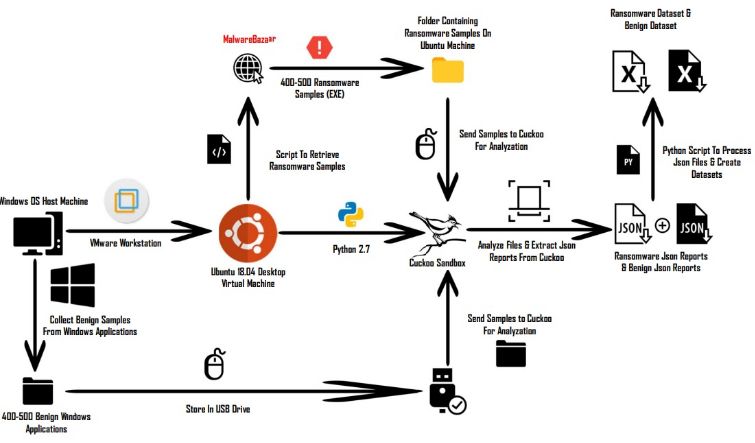 MalwareBazaar
400-500 Ransomware
Samples (EXE)
Folder Containing
Ransomware Samples On
Ubuntu Machine
Ransomware Dataset &
Benign Dataset
X
X
</>
Script To Retrieve
Ransomware Samples
Send Samples to Cuckoo
For Analyzation
PY
Python Script To Process
Json Files & Create
Datasets
Windows OS Host Machine
VMware Workstation
Ubuntu 18.04 Desktop
Virtual Machine
Python 2.7
Cuckoo Sandbox
Analyze Files & Extract Json
Reports From Cuckoo
JSON
JSON
Ransomware Json Reports
& Benign Json Reports
Collect Benign Samples
From Windows Applications
Send Samples to Cuckoo
For Analyzation
400-500 Benign Windows
Applications
Store In USB Drive